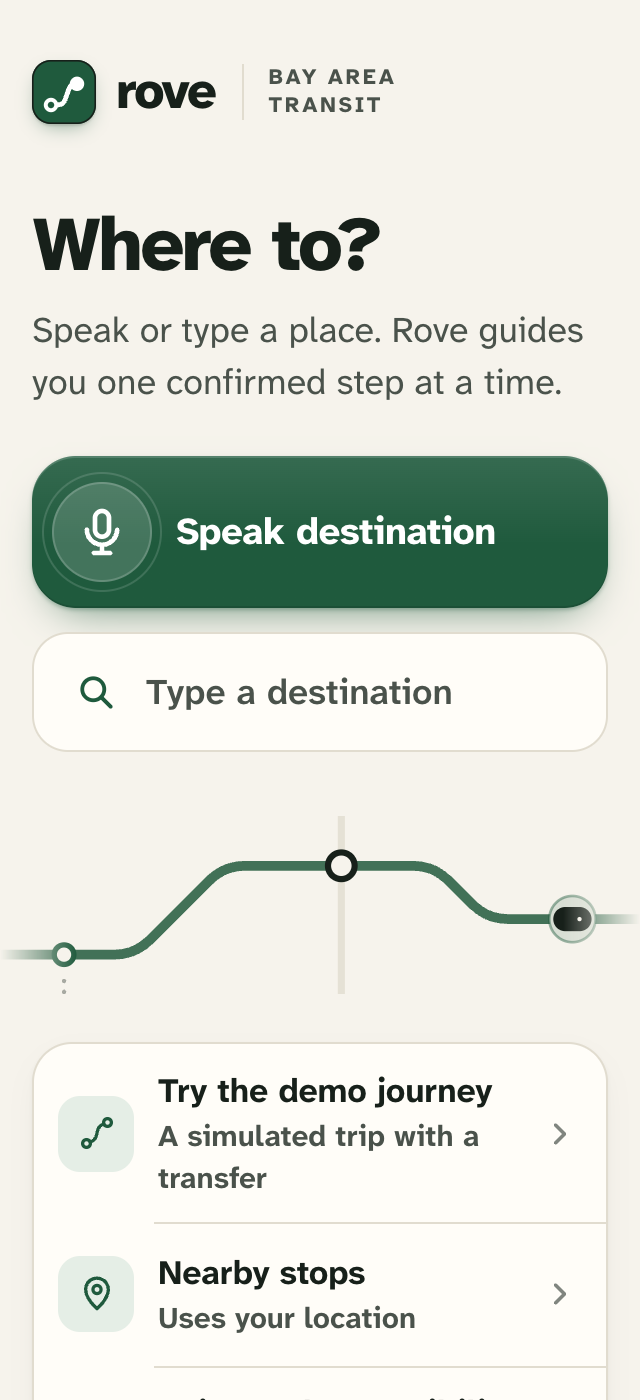 rove
BAY AREA
TRANSIT
Where to?
Speak or type a place. Rove guides
you one confirmed step at a time.
Speak destination
Type a destination
Try the demo journey
A simulated trip with a
transfer
Nearby stops
Uses your location